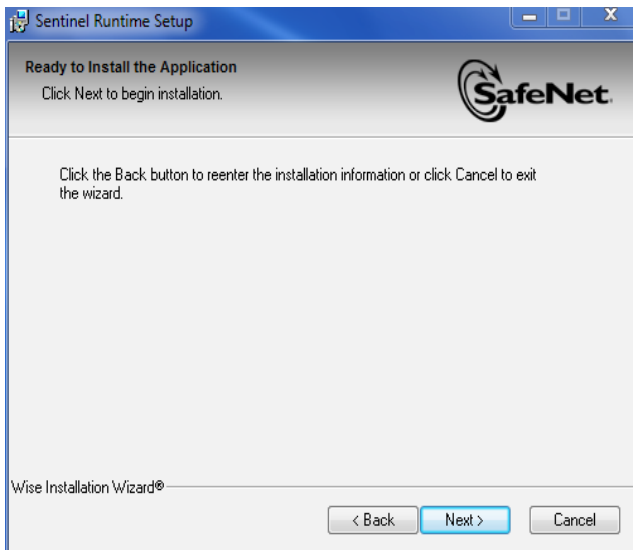 Sentinel Runtime Setup
X
Ready to Install the Application
Click Next to begin installation.
SafeNet.
Click the Back button to reenter the installation information or click Cancel to exit
the wizard.
Wise Installation Wizard®
< Back Next > Cancel